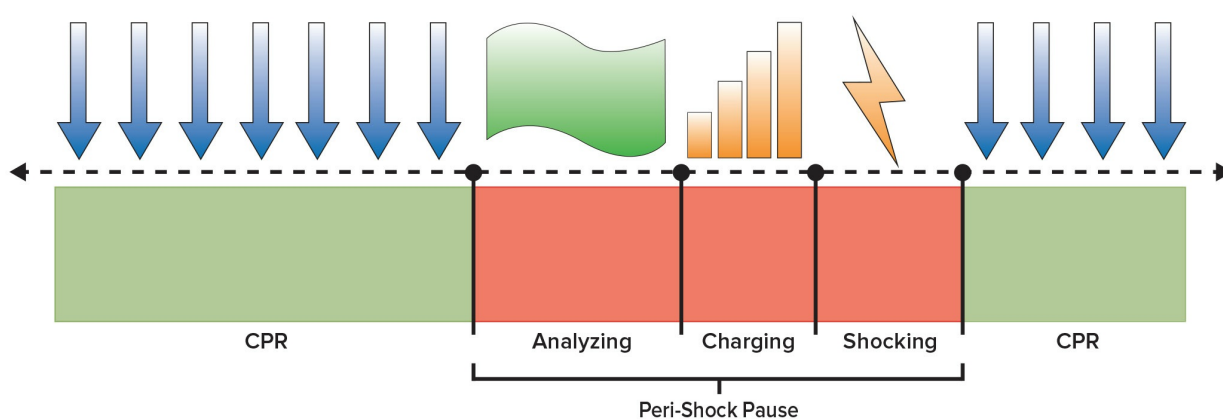 CPR
Analyzing
Charging
Shocking
CPR
Peri-Shock Pause